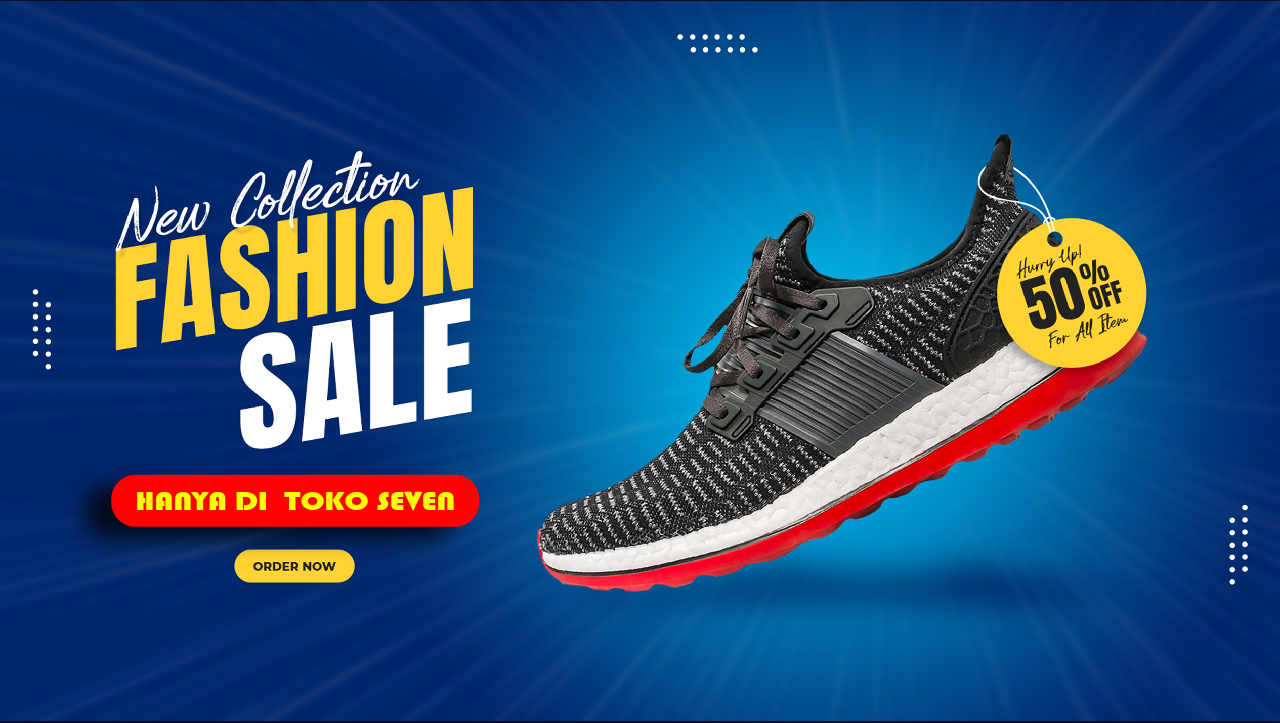 New Collection
FASHION
SALE
HANYA DI TOKO SEVEN
ORDER NOW
Hurry Up!
50% OFF
For All Item